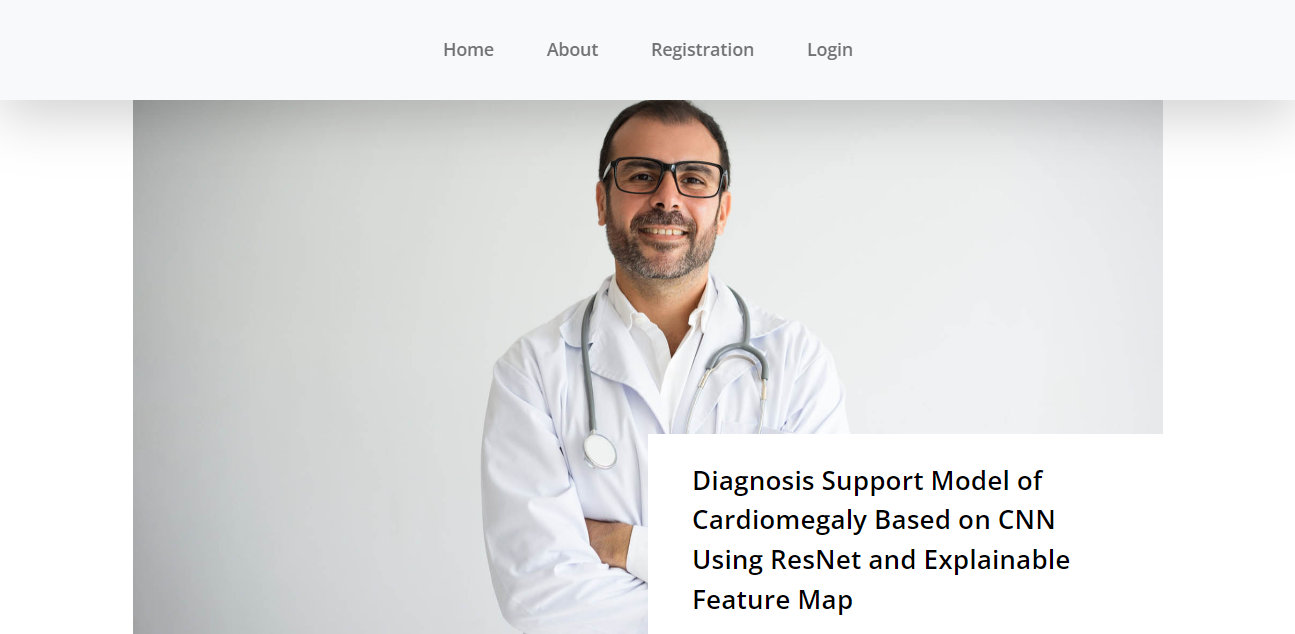 Home About Registration Login
Diagnosis Support Model of
Cardiomegaly Based on CNN
Using ResNet and Explainable
Feature Map